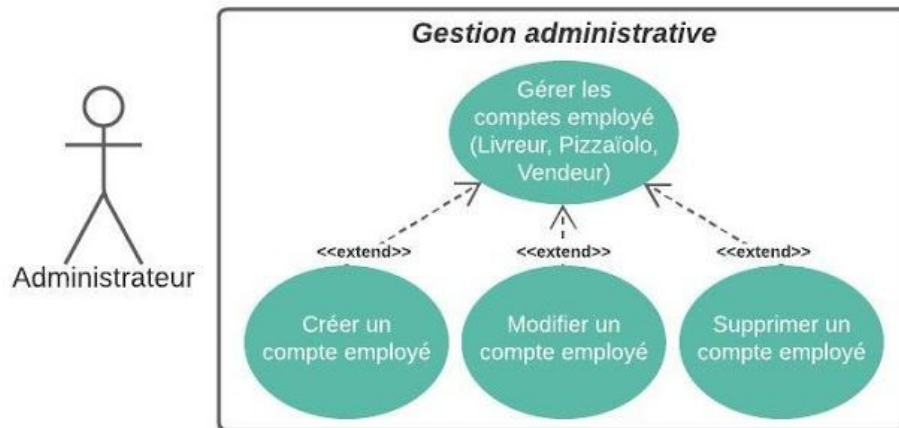 Gestion administrative
Gérer les
comptes employé
(Livreur, Pizzaïolo,
Vendeur)
Administrateur
<<extend>>
<<extend>>
<<extend>>
Créer un
compte employé
Modifier un
compte employé
Supprimer un
compte employé